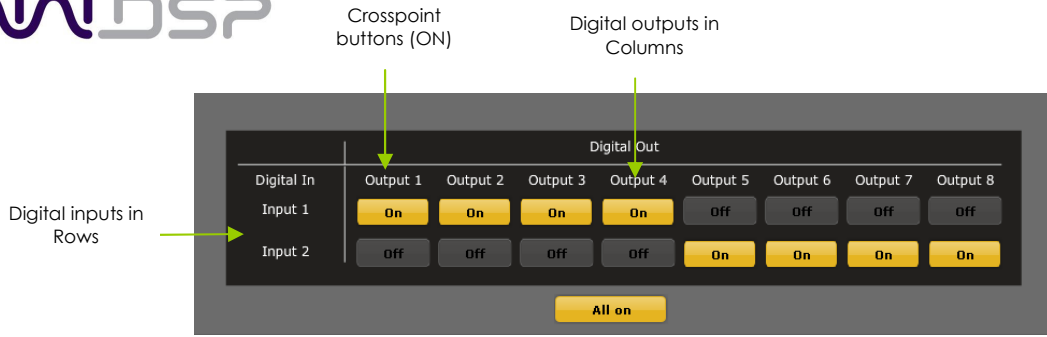 DSP
Crosspoint
buttons (ON)
Digital outputs in
Columns
Digital Out
Digital In Output 1 Output 2 Output 3 Output 4 Output 5 Output 6 Output 7 Output 8
Input 1 On On On On Off Off Off Off
Digital inputs in
Rows
Input 2 Off Off Off Off On On On On
All on